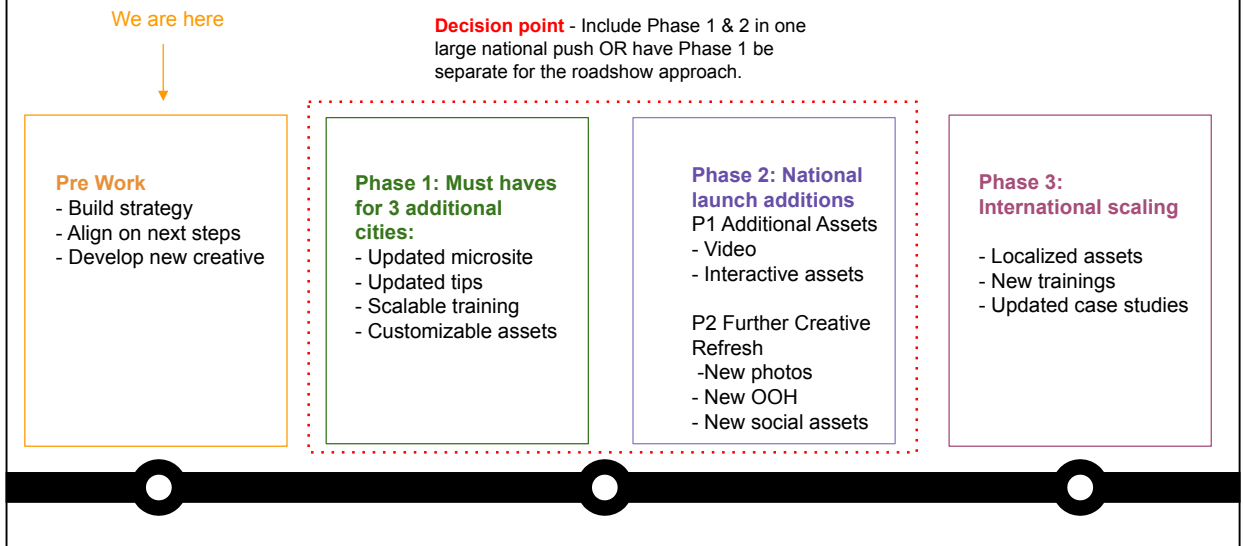 We are here
Decision point - Include Phase 1 & 2 in one
large national push OR have Phase 1 be
separate for the roadshow approach.
Pre Work
- Build strategy
- Align on next steps
- Develop new creative
Phase 1: Must haves
for 3 additional
cities:
- Updated microsite
- Updated tips
- Scalable training
- Customizable assets
Phase 2: National
launch additions
P1 Additional Assets
- Video
- Interactive assets
P2 Further Creative
Refresh
-New photos
- New OOH
- New social assets
Phase 3:
International scaling
- Localized assets
- New trainings
- Updated case studies